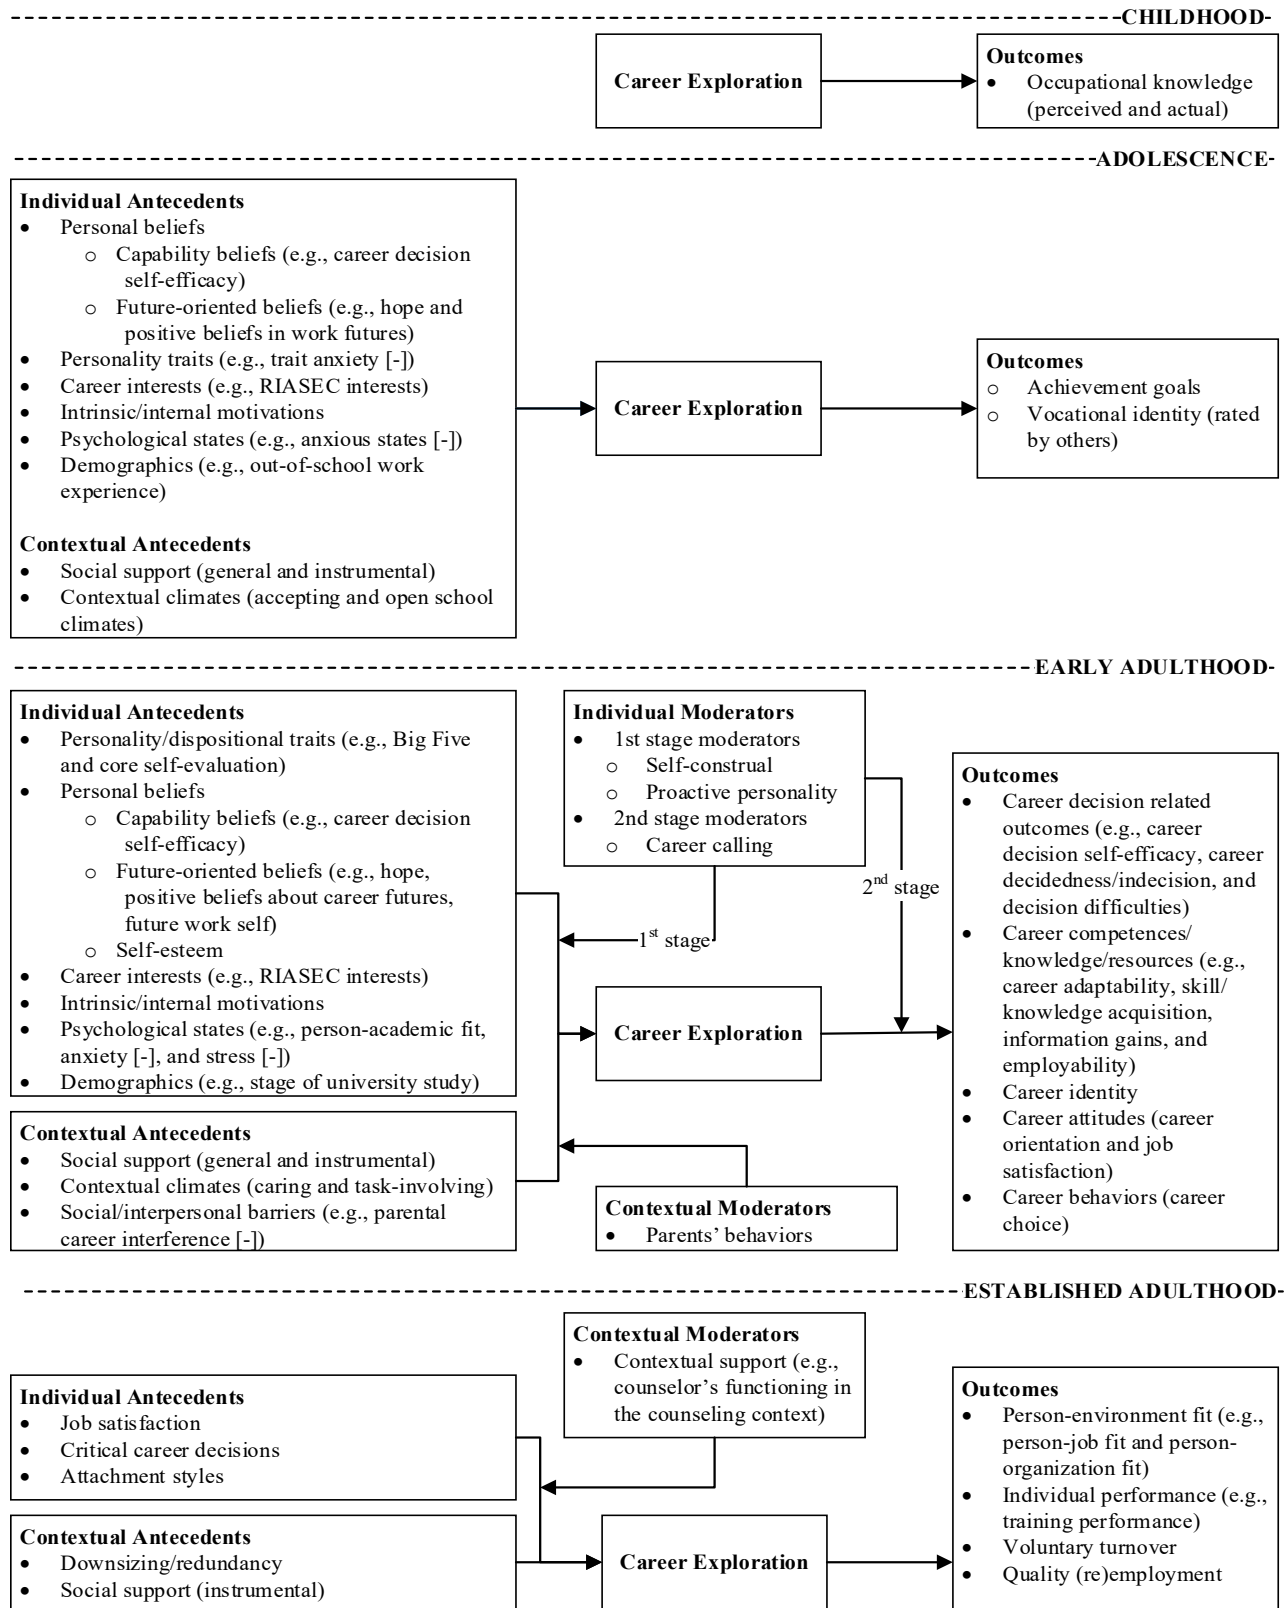 CHILDHOOD
Career Exploration
Outcomes
• Occupational knowledge
(perceived and actual)
ADOLESCENCE
Individual Antecedents
• Personal beliefs
o Capability beliefs (e.g., career decision
self-efficacy)
o Future-oriented beliefs (e.g., hope and
positive beliefs in work futures)
• Personality traits (e.g., trait anxiety [-])
• Career interests (e.g., RIASEC interests)
• Intrinsic/internal motivations
• Psychological states (e.g., anxious states [-])
• Demographics (e.g., out-of-school work
experience)
Contextual Antecedents
• Social support (general and instrumental)
• Contextual climates (accepting and open school
climates)
Career Exploration
Outcomes
o Achievement goals
o Vocational identity (rated
by others)
EARLY ADULTHOOD
Individual Antecedents
• Personality/dispositional traits (e.g., Big Five
and core self-evaluation)
• Personal beliefs
o Capability beliefs (e.g., career decision
self-efficacy)
o Future-oriented beliefs (e.g., hope,
positive beliefs about career futures,
future work self)
o Self-esteem
• Career interests (e.g., RIASEC interests)
• Intrinsic/internal motivations
• Psychological states (e.g., person-academic fit,
anxiety [-], and stress [-])
• Demographics (e.g., stage of university study)
Contextual Antecedents
• Social support (general and instrumental)
• Contextual climates (caring and task-involving)
• Social/interpersonal barriers (e.g., parental
career interference [-])
Individual Moderators
• 1st stage moderators
o Self-construal
o Proactive personality
• 2nd stage moderators
o Career calling
1st stage
2nd stage
Career Exploration
Contextual Moderators
• Parents’ behaviors
Outcomes
• Career decision related
outcomes (e.g., career
decision self-efficacy, career
decidedness/indecision, and
decision difficulties)
• Career competences/
knowledge/resources (e.g.,
career adaptability, skill/
knowledge acquisition,
information gains, and
employability)
• Career identity
• Career attitudes (career
orientation and job
satisfaction)
• Career behaviors (career
choice)
ESTABLISHED ADULTHOOD
Contextual Moderators
• Contextual support (e.g.,
counselor’s functioning in
the counseling context)
Individual Antecedents
• Job satisfaction
• Critical career decisions
• Attachment styles
Contextual Antecedents
• Downsizing/redundancy
• Social support (instrumental)
Career Exploration
Outcomes
• Person-environment fit (e.g.,
person-job fit and person-
organization fit)
• Individual performance (e.g.,
training performance)
• Voluntary turnover
• Quality (re)employment